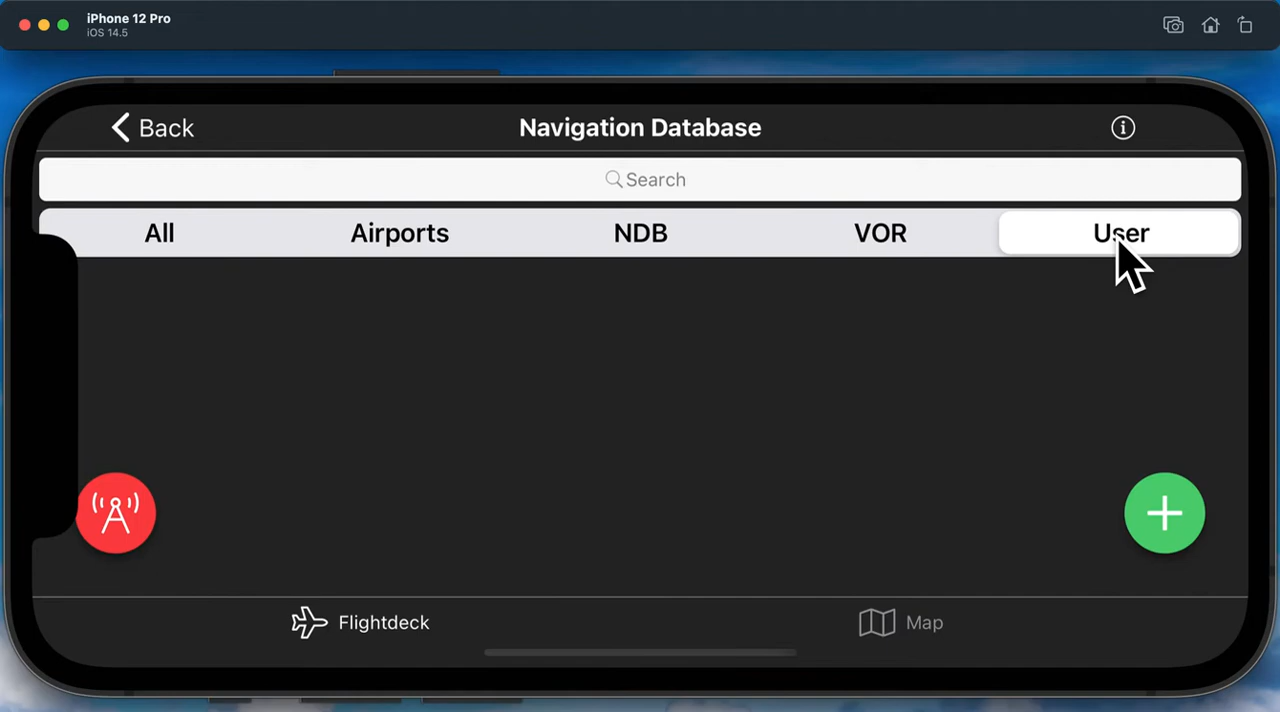 iPhone 12 Pro
iOS 14.5
Back
Navigation Database
Search
All Airports NDB VOR User
Flightdeck
Map